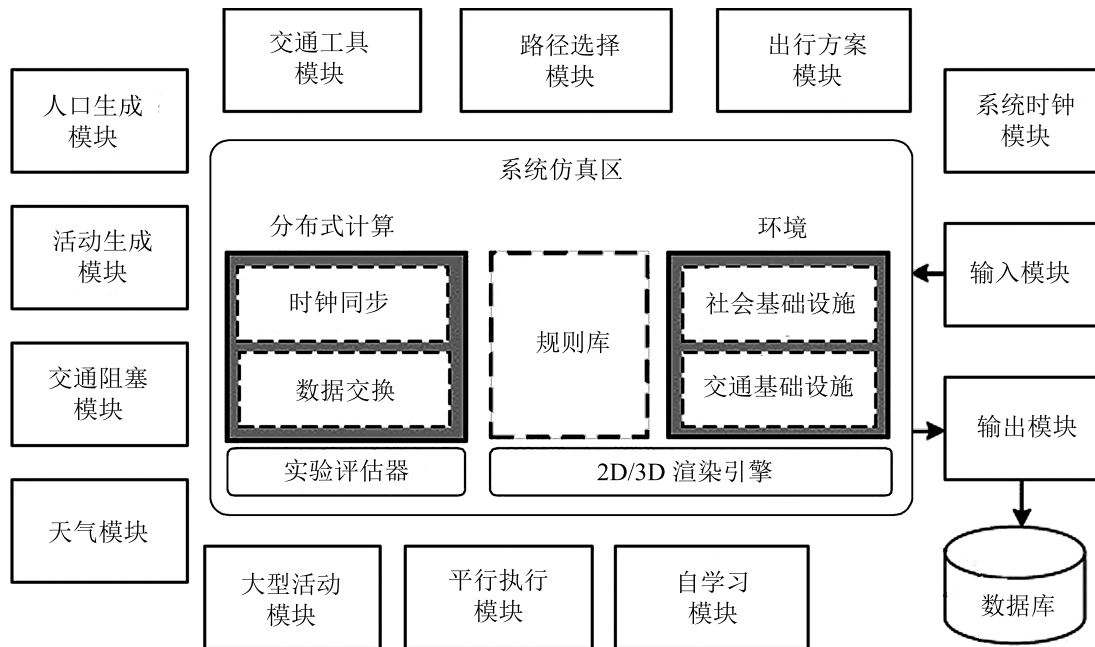 交通工具
模块
路径选择
模块
出行方案
模块
人口生成
模块
系统时钟
模块
系统仿真区
活动生成
模块
分布式计算
环境
输入模块
时钟同步
社会基础设施
规则库
交通阻塞
模块
数据交换
交通基础设施
输出模块
实验评估器
2D/3D 渲染引擎
天气模块
大型活动
模块
平行执行
模块
自学习
模块
数据库